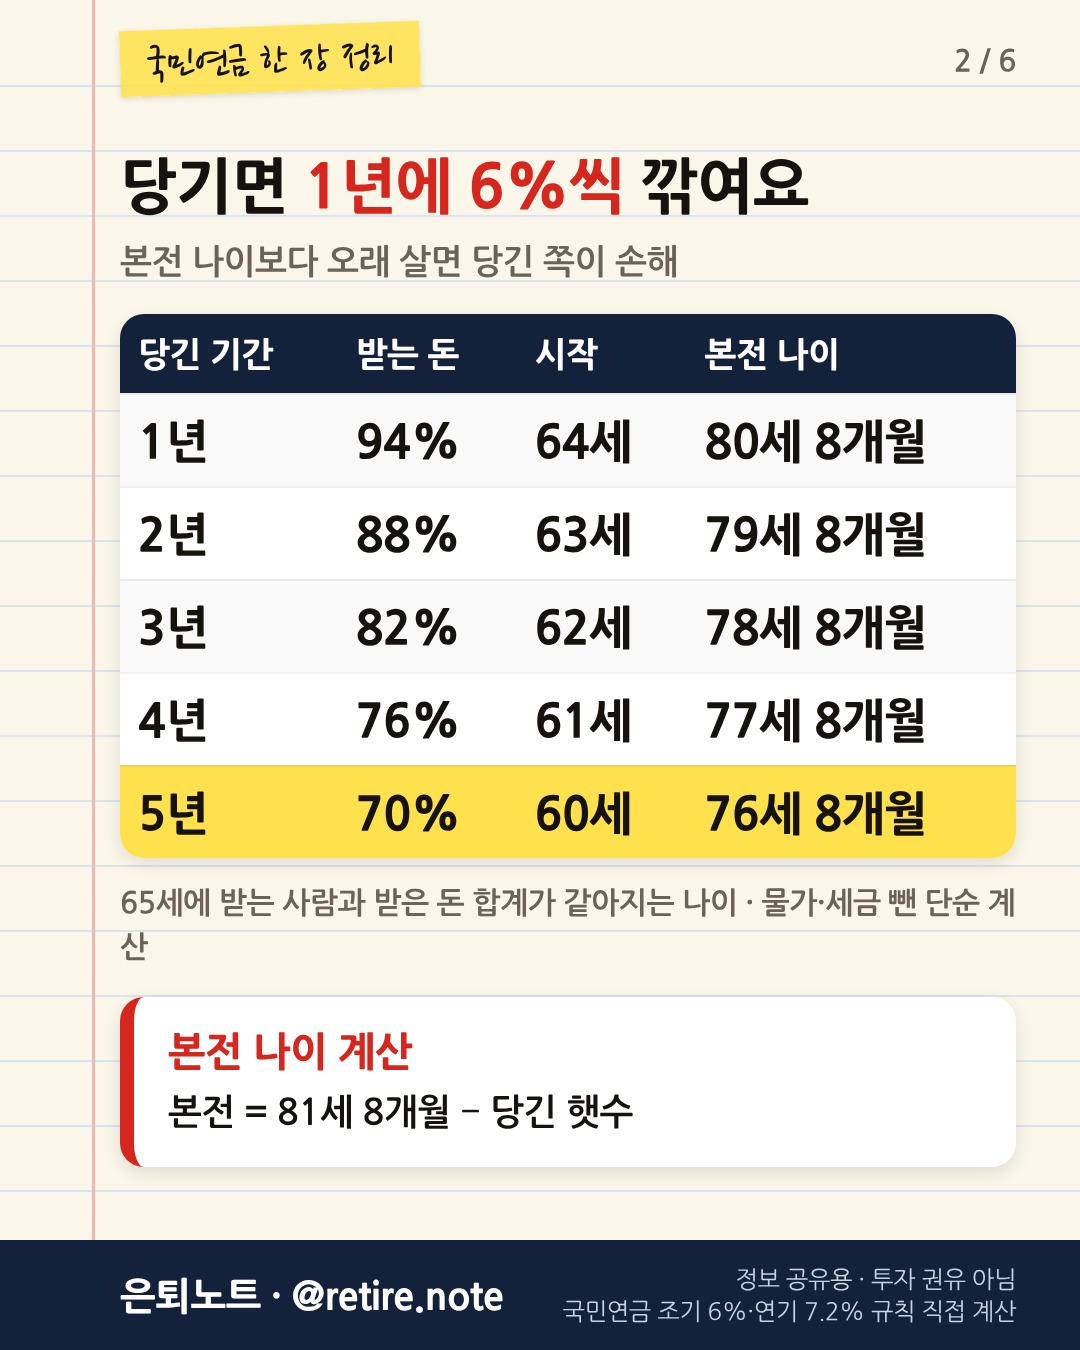 국민연금 한 장 정리
2 / 6
당기면 1년에 6%씩 깎여요
본전 나이보다 오래 살면 당긴 쪽이 손해
당긴 기간 받는 돈 시작 본전 나이
1년 94% 64세 80세 8개월
2년 88% 63세 79세 8개월
3년 82% 62세 78세 8개월
4년 76% 61세 77세 8개월
5년 70% 60세 76세 8개월
65세에 받는 사람과 받은 돈 합계가 같아지는 나이 · 물가·세금 뺀 단순 계
산
본전 나이 계산
본전 = 81세 8개월 − 당긴 햇수
은퇴노트 · @retire.note
정보 공유용 · 투자 권유 아님
국민연금 조기 6%·연기 7.2% 규칙 직접 계산